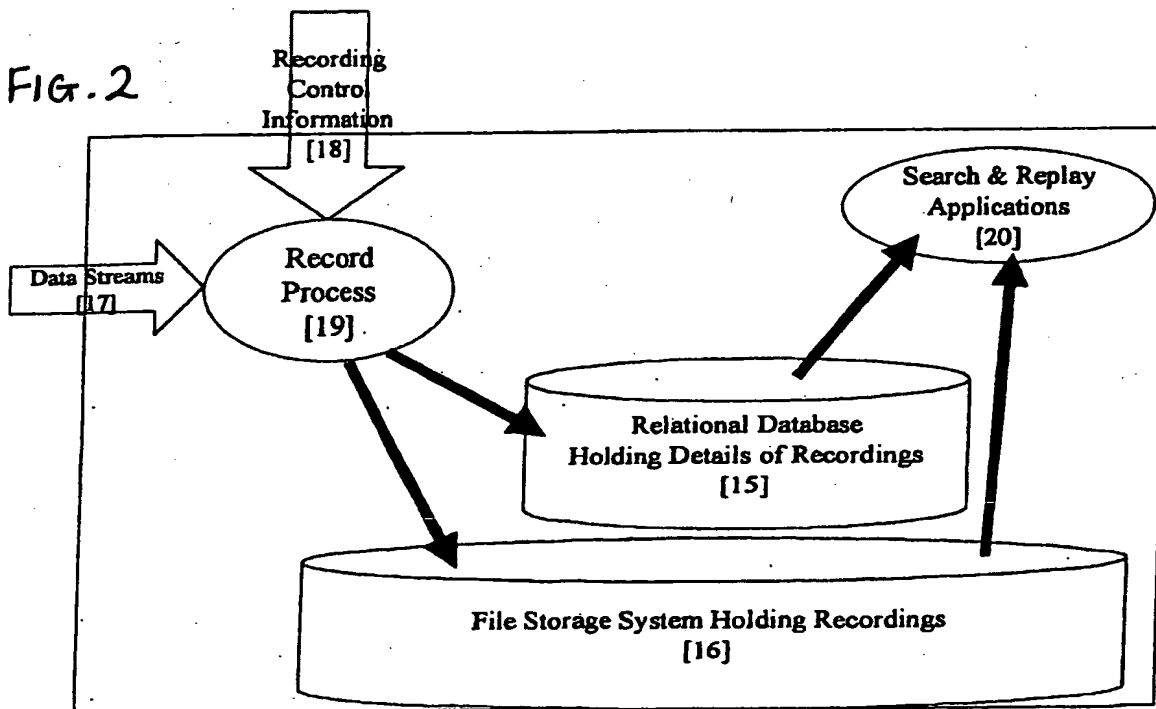 FIG. 2
Recording
Control
Information
[18]
Search & Replay
Applications
[20]
Record
Process
[19]
Data Streams
[17]
Relational Database
Holding Details of Recordings
[15]
File Storage System Holding Recordings
[16]